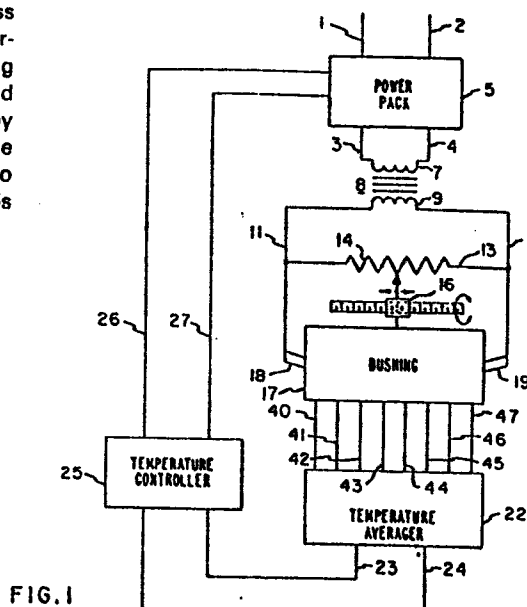 ss
r-
ng
d
y
e
o
s
1
2
POWER
PACK
5
3
4
7
8
9
11
14
13
16
26
27
BUSHING
18
19
17
40
47
41
46
42
45
43
44
25
TEMPERATURE
CONTROLLER
TEMPERATURE
AVERAGER
22
23
24
FIG.1